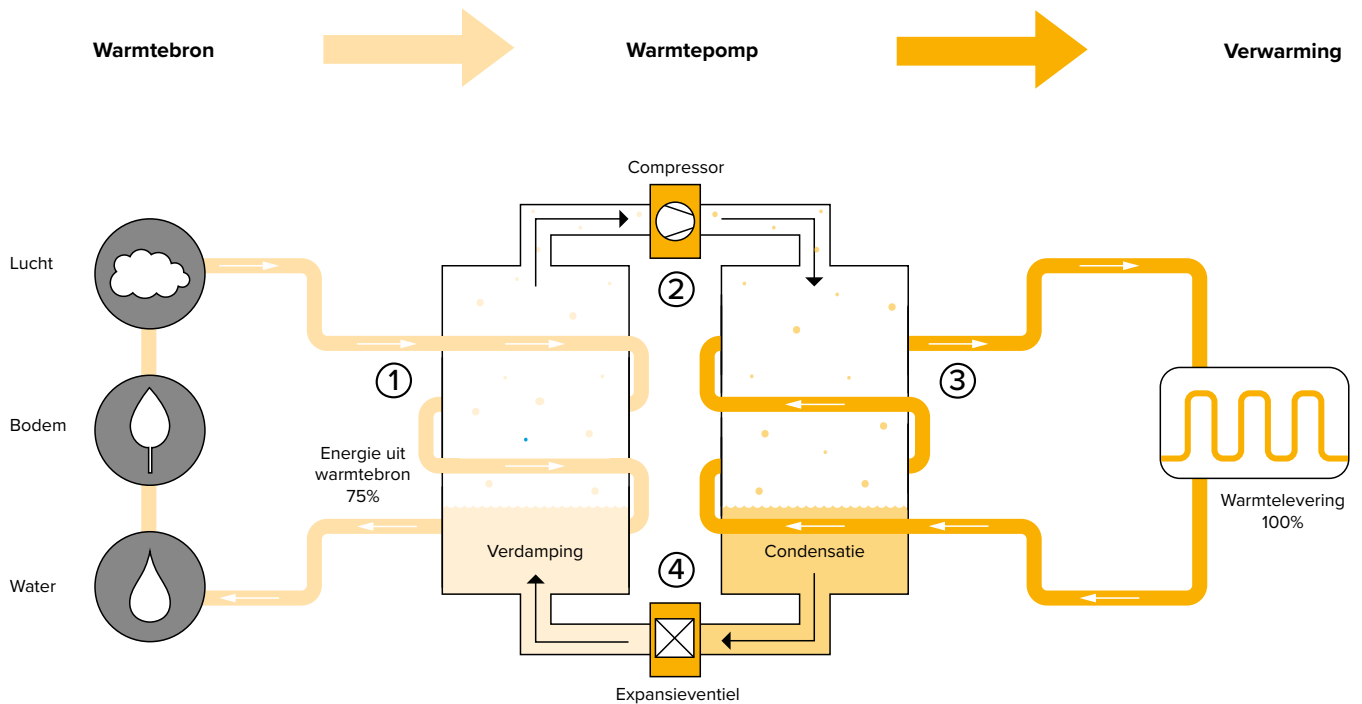 Warmtebron
Warmtepomp
Verwarming
Compressor
Lucht
2
1
3
Bodem
Energie uit
warmtebron
75%
Warmtelevering
100%
Verdamping
Condensatie
4
Water
Expansieventiel